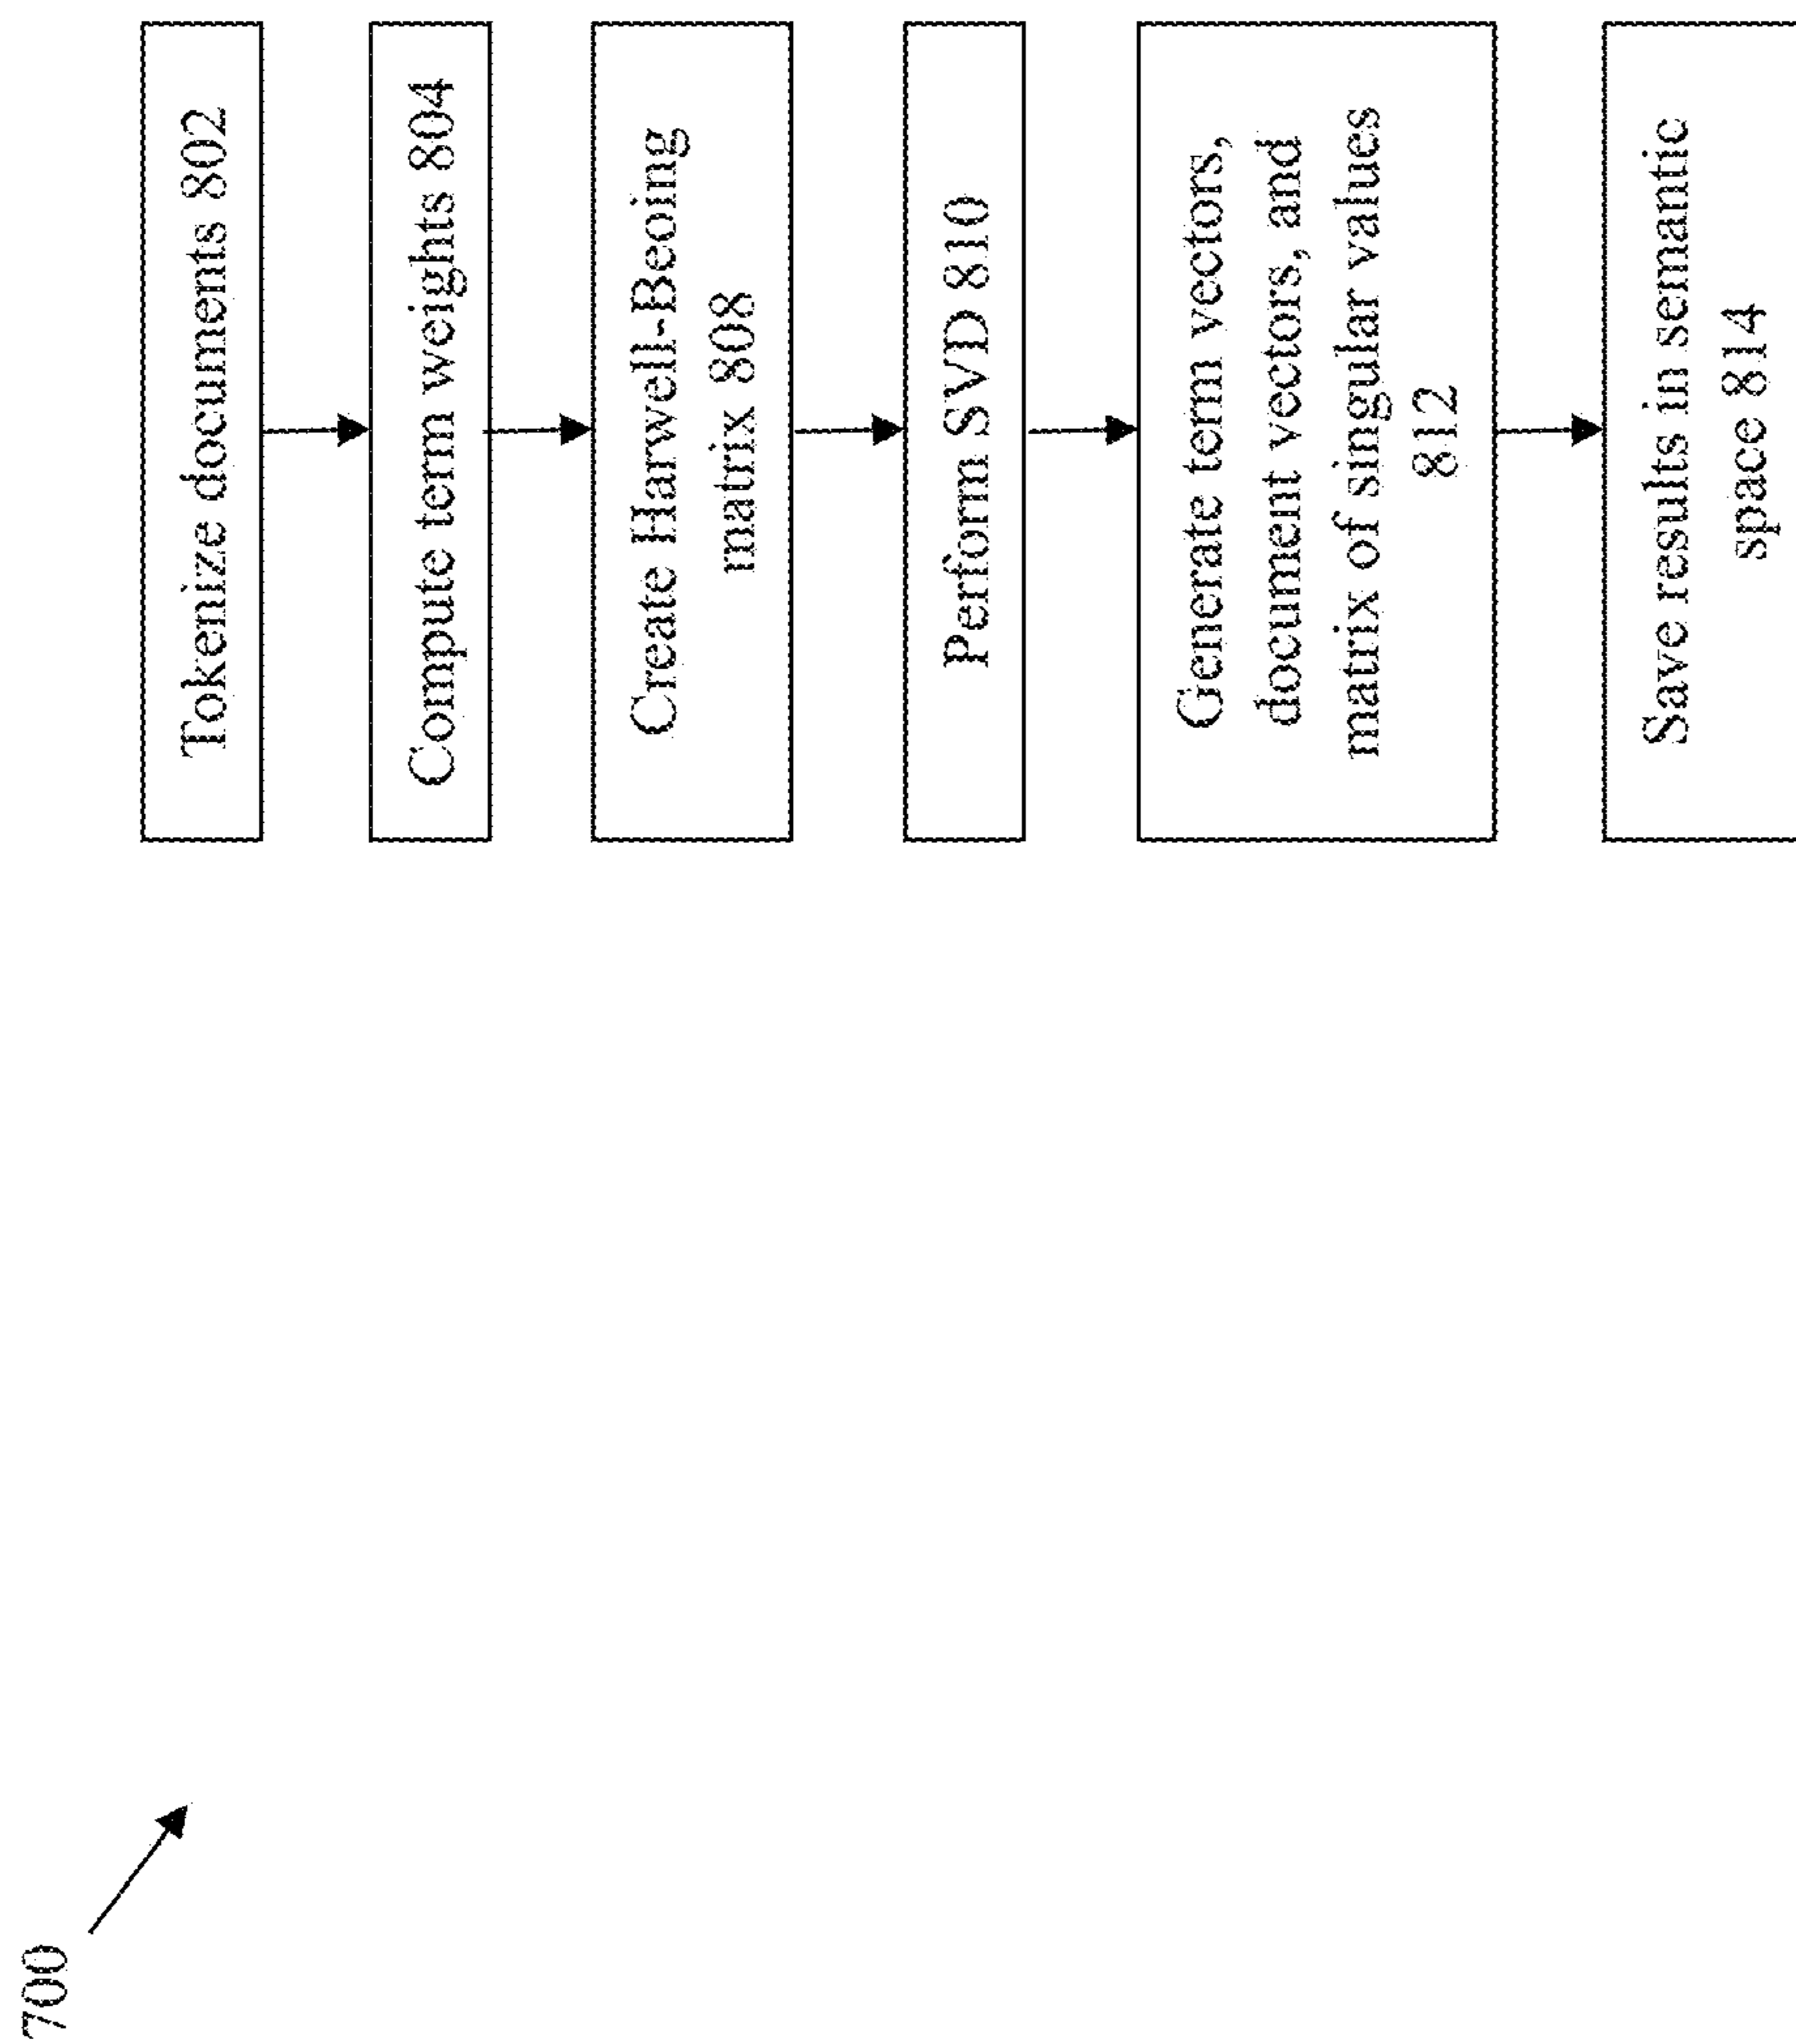 700
Tokenize documents 802
Compute term weights 804
Create Harwell-Beoing
matrix 808
Perform SVD 810
Generate term vectors,
document vectors, and
matrix of singular values
812
Save results in semantic
space 814